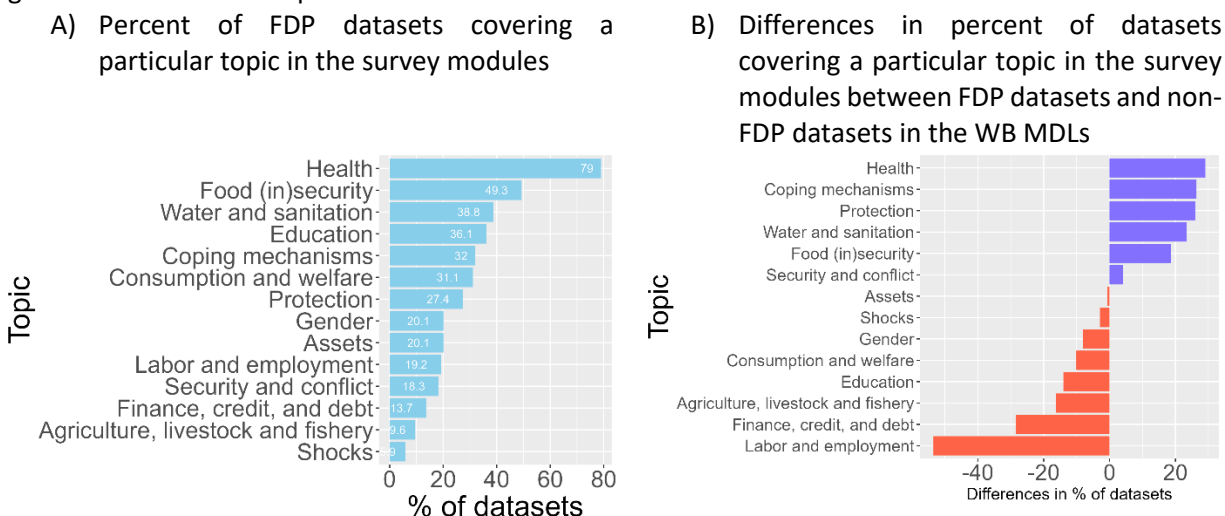 A) Percent of FDP datasets covering a
particular topic in the survey modules
Topic
Health
79
Food (in)security
49.3
Water and sanitation
38.8
Education
36.1
Coping mechanisms
32
Consumption and welfare
31.1
Protection
27.4
Gender
20.1
Assets
20.1
Labor and employment
19.2
Security and conflict
18.3
Finance, credit, and debt
13.7
Agriculture, livestock and fishery
9.6
Shocks
0 20 40 60 80
% of datasets
B) Differences in percent of datasets
covering a particular topic in the survey
modules between FDP datasets and non-
FDP datasets in the WB MDLs
Topic
Health
Coping mechanisms
Protection
Water and sanitation
Food (in)security
Security and conflict
Assets
Shocks
Gender
Consumption and welfare
Education
Agriculture, livestock and fishery
Finance, credit, and debt
Labor and employment
-40 -20 0 20
Differences in % of datasets